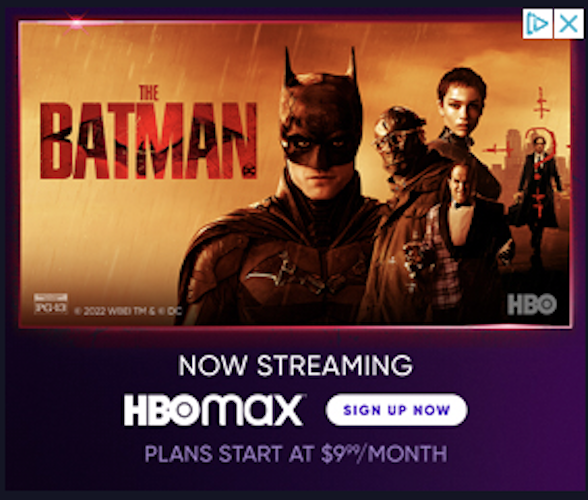 THE
BATMAN
DC
PG-13 © 2022 WBEI TM & © DC
HBO
NOW STREAMING
HBOmax
SIGN UP NOW
PLANS START AT $9⁹⁹/MONTH